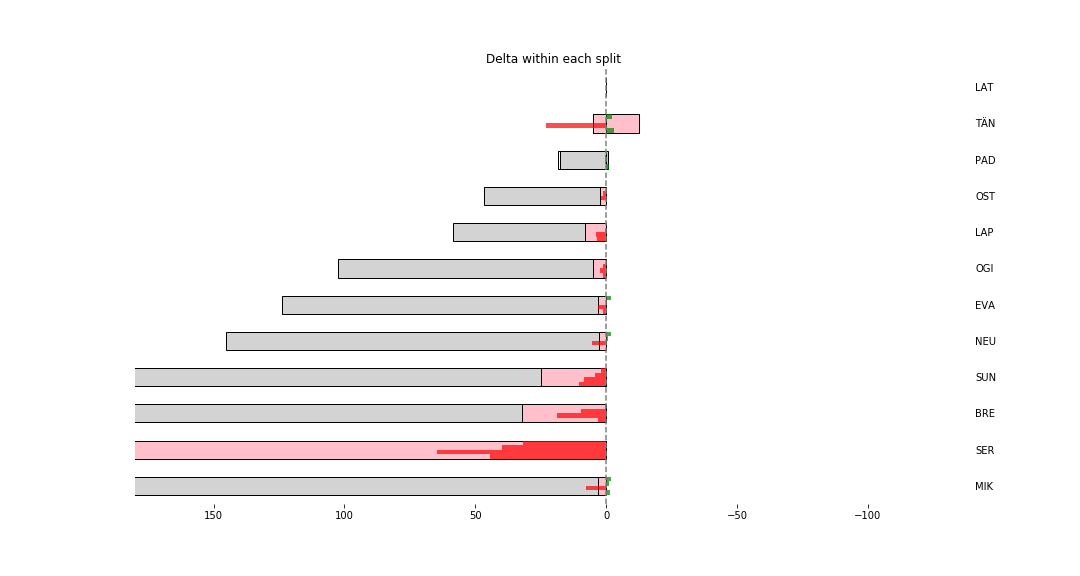 Delta within each split
LAT
TÄN
PAD
OST
LAP
OGI
EVA
NEU
SUN
BRE
SER
MIK
150 100 50 0 −50 −100